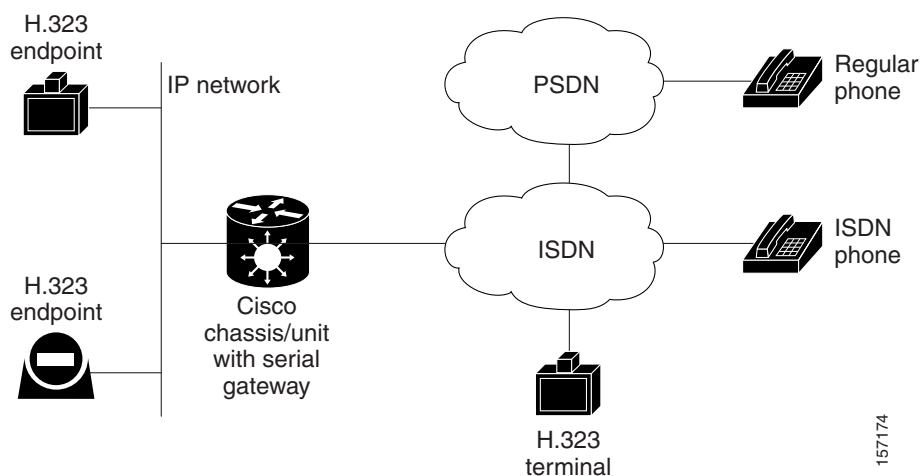 H.323
endpoint
IP network
PSDN
Regular
phone
H.323
endpoint
Cisco
chassis/unit
with serial
gateway
ISDN
ISDN
phone
H.323
terminal
157174